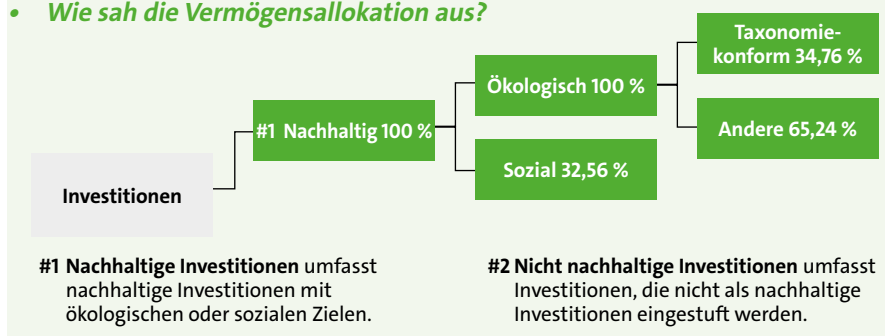 • Wie sah die Vermögensallokation aus?
Taxonomie-
konform 34,76 %
Ökologisch 100 %
#1 Nachhaltig 100 %
Andere 65,24 %
Sozial 32,56 %
Investitionen
#1 Nachhaltige Investitionen umfasst
nachhaltige Investitionen mit
ökologischen oder sozialen Zielen.
#2 Nicht nachhaltige Investitionen umfasst
Investitionen, die nicht als nachhaltige
Investitionen eingestuft werden.